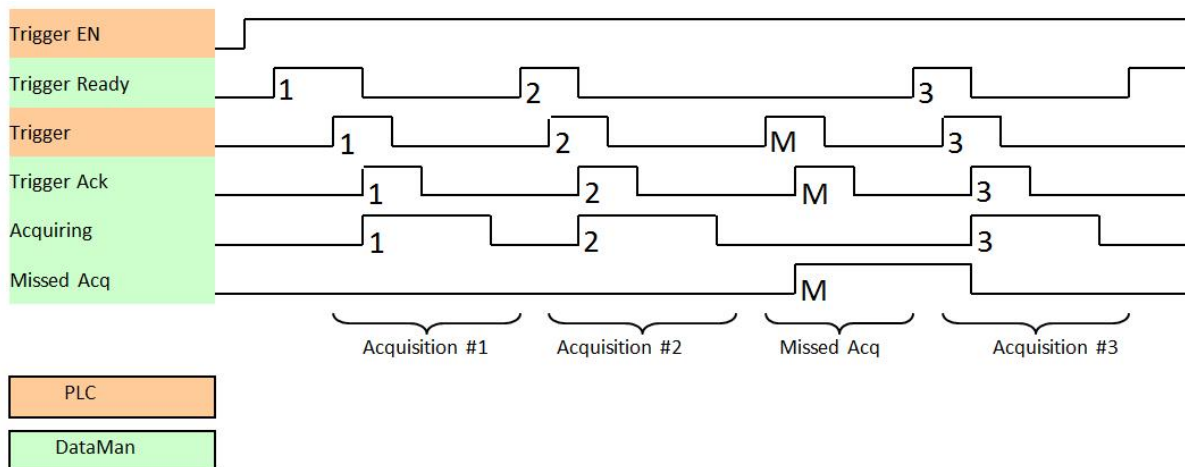 Trigger EN
Trigger Ready 1 2 3
Trigger 1 2 M 3
Trigger Ack 1 2 M 3
Acquiring 1 2 3
Missed Acq M
Acquisition #1 Acquisition #2 Missed Acq Acquisition #3
PLC
DataMan